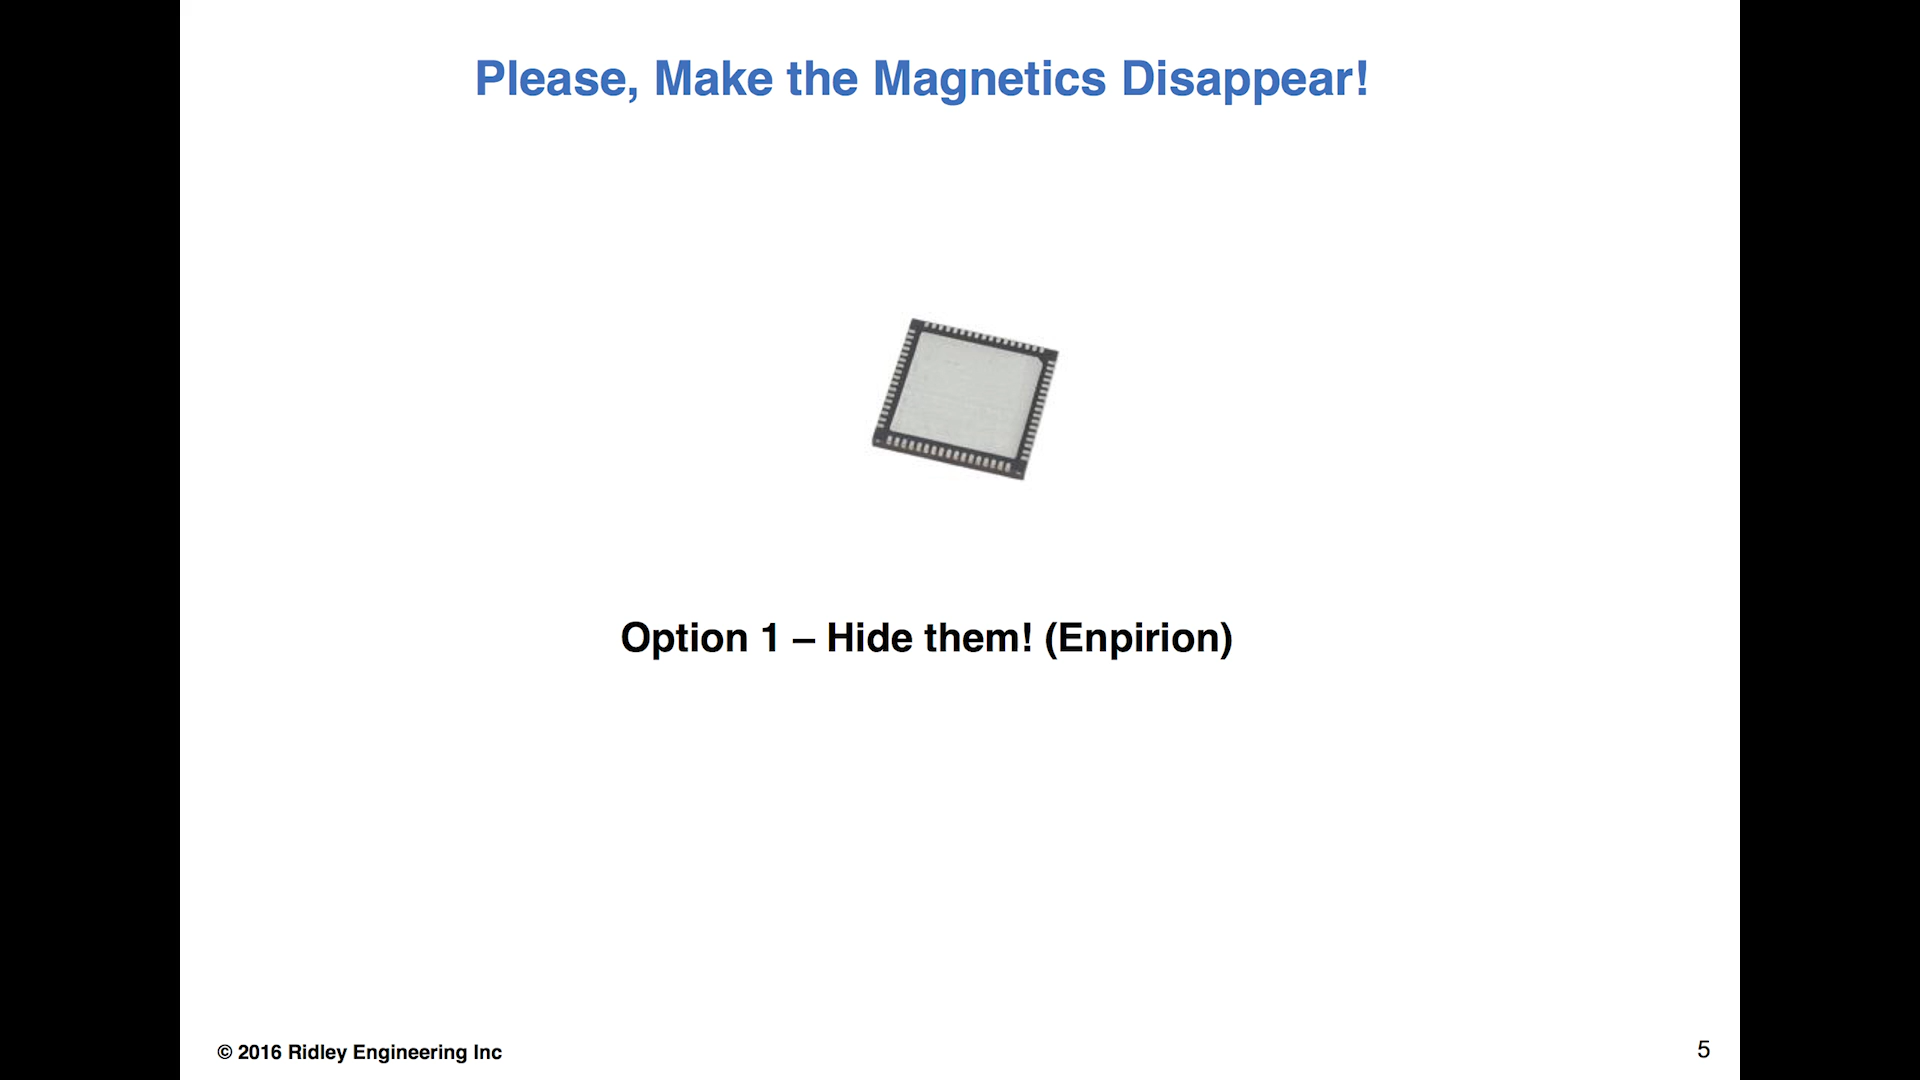 Please, Make the Magnetics Disappear!
Option 1 – Hide them! (Enpirion)
© 2016 Ridley Engineering Inc
5